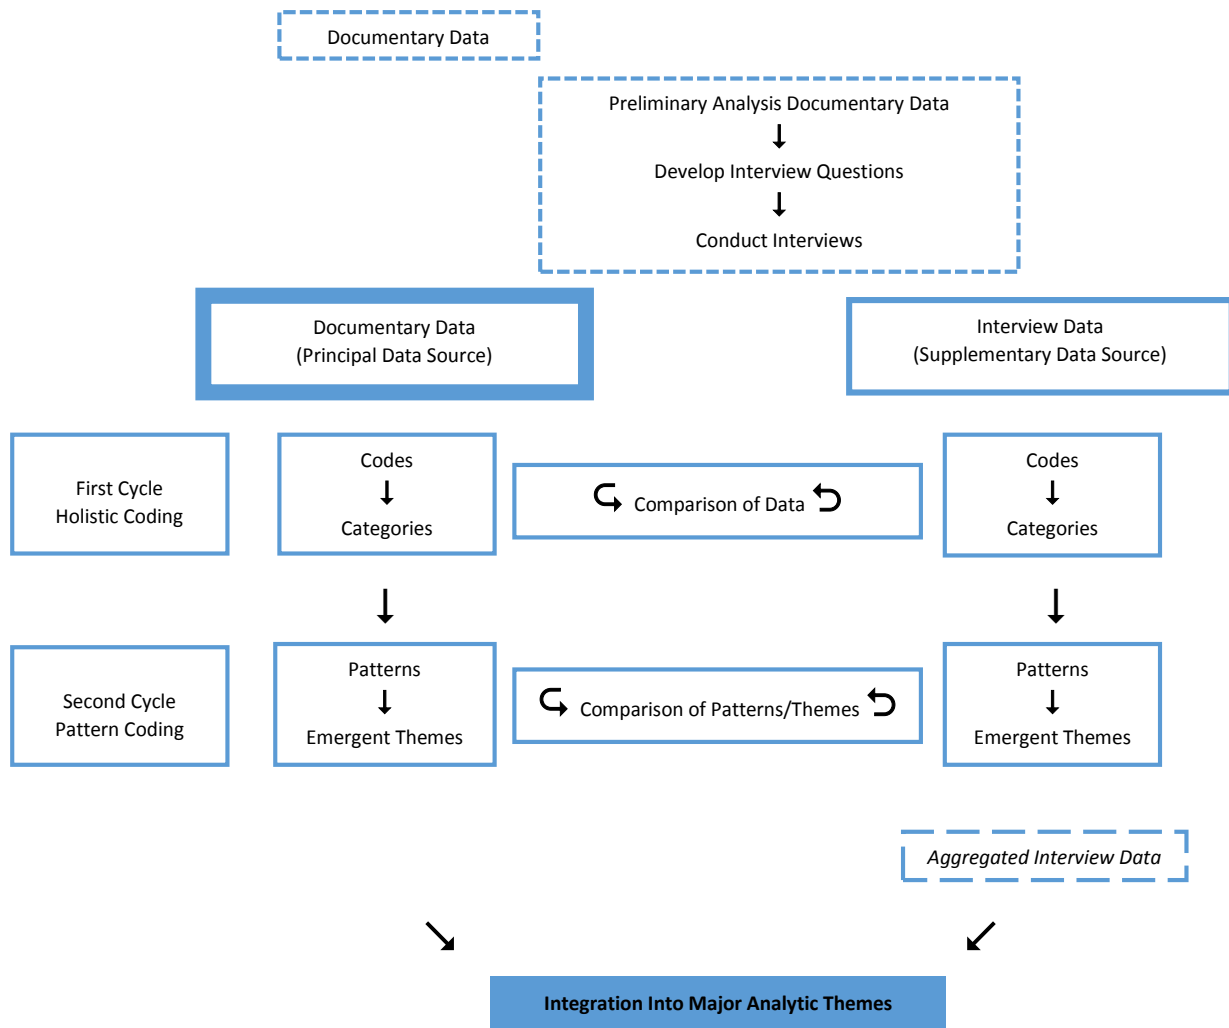 Documentary Data
Preliminary Analysis Documentary Data
Develop Interview Questions
Conduct Interviews
Documentary Data
(Principal Data Source)
Interview Data
(Supplementary Data Source)
First Cycle
Holistic Coding
Codes
Categories
Comparison of Data
Codes
Categories
Second Cycle
Pattern Coding
Patterns
Emergent Themes
Comparison of Patterns/Themes
Patterns
Emergent Themes
Aggregated Interview Data
Integration Into Major Analytic Themes